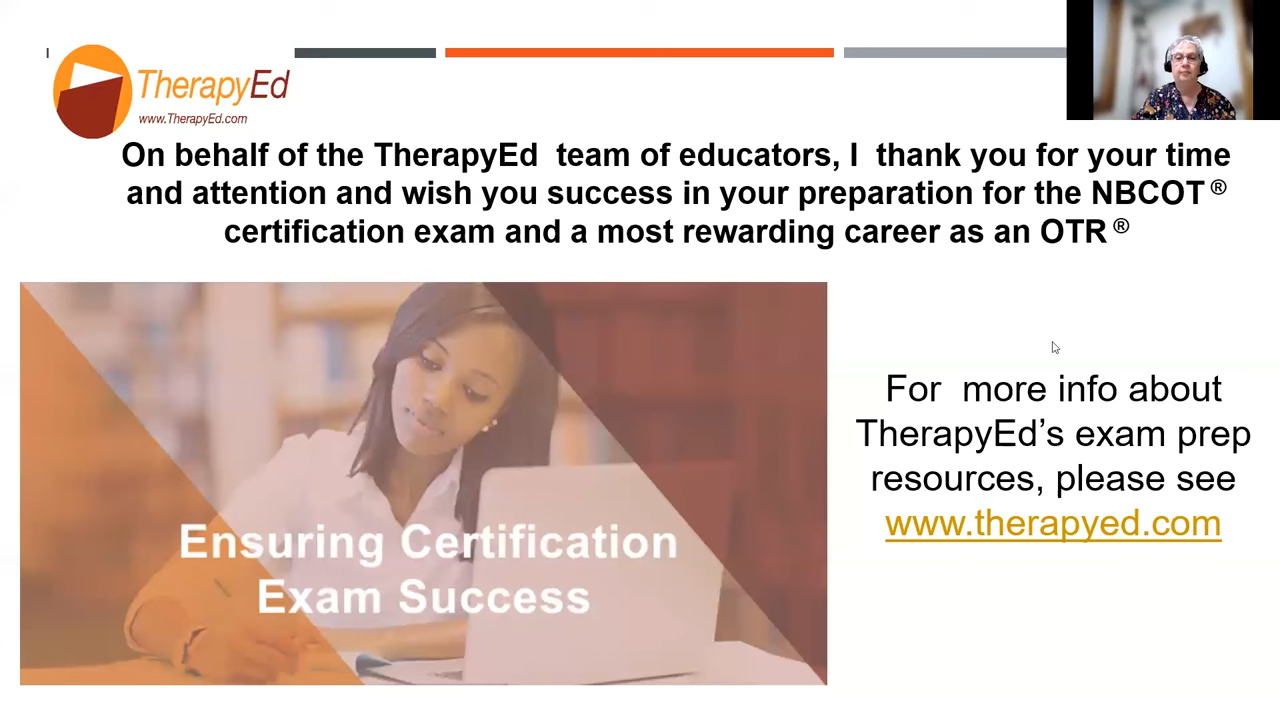 TherapyEd
www.TherapyEd.com
On behalf of the TherapyEd team of educators, I thank you for your time
and attention and wish you success in your preparation for the NBCOT®
certification exam and a most rewarding career as an OTR®
For more info about
TherapyEd’s exam prep
resources, please see
www.therapyed.com
Ensuring Certification
Exam Success